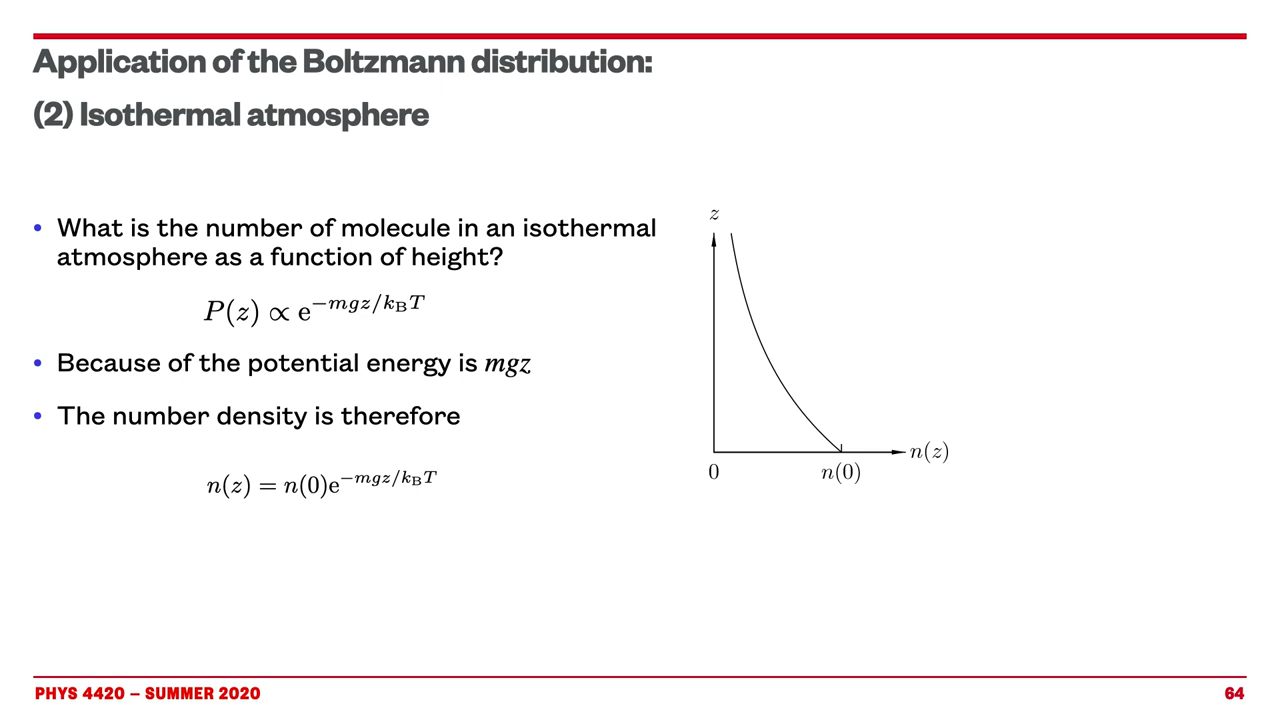 Application of the Boltzmann distribution:
(2) Isothermal atmosphere
• What is the number of molecule in an isothermal
atmosphere as a function of height?
P(z) ∝ e^{−mgz/k_BT}
• Because of the potential energy is mgz
• The number density is therefore
n(z) = n(0)e^{−mgz/k_BT}
z
n(z)
0
n(0)
PHYS 4420 – SUMMER 2020
64